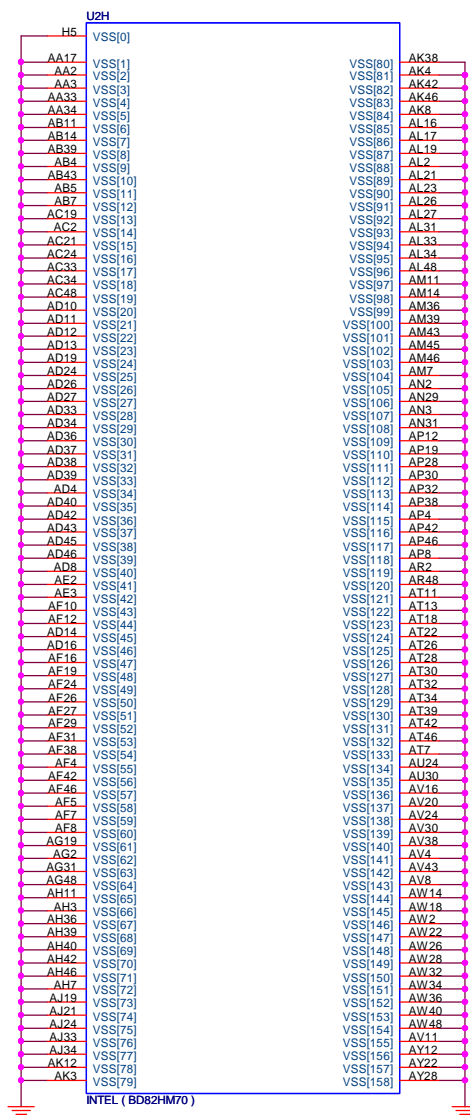 U2H
H5 VSS[0]
AA17 VSS[1] VSS[80] AK38
AA2 VSS[2] VSS[81] AK4
AA3 VSS[3] VSS[82] AK42
AA33 VSS[4] VSS[83] AK46
AA34 VSS[5] VSS[84] AK8
AB11 VSS[6] VSS[85] AL16
AB14 VSS[7] VSS[86] AL17
AB39 VSS[8] VSS[87] AL19
AB4 VSS[9] VSS[88] AL2
AB43 VSS[10] VSS[89] AL21
AB5 VSS[11] VSS[90] AL23
AB7 VSS[12] VSS[91] AL26
AC19 VSS[13] VSS[92] AL27
AC2 VSS[14] VSS[93] AL31
AC21 VSS[15] VSS[94] AL33
AC24 VSS[16] VSS[95] AL34
AC33 VSS[17] VSS[96] AL48
AC34 VSS[18] VSS[97] AM11
AC48 VSS[19] VSS[98] AM14
AD10 VSS[20] VSS[99] AM36
AD11 VSS[21] VSS[100] AM39
AD12 VSS[22] VSS[101] AM43
AD13 VSS[23] VSS[102] AM45
AD19 VSS[24] VSS[103] AM46
AD24 VSS[25] VSS[104] AM7
AD26 VSS[26] VSS[105] AN2
AD27 VSS[27] VSS[106] AN29
AD33 VSS[28] VSS[107] AN3
AD34 VSS[29] VSS[108] AN31
AD36 VSS[30] VSS[109] AP12
AD37 VSS[31] VSS[110] AP19
AD38 VSS[32] VSS[111] AP28
AD39 VSS[33] VSS[112] AP30
AD4 VSS[34] VSS[113] AP32
AD40 VSS[35] VSS[114] AP38
AD42 VSS[36] VSS[115] AP4
AD43 VSS[37] VSS[116] AP42
AD45 VSS[38] VSS[117] AP46
AD46 VSS[39] VSS[118] AP8
AD8 VSS[40] VSS[119] AR2
AE2 VSS[41] VSS[120] AR48
AE3 VSS[42] VSS[121] AT11
AF10 VSS[43] VSS[122] AT13
AF12 VSS[44] VSS[123] AT18
AD14 VSS[45] VSS[124] AT22
AD16 VSS[46] VSS[125] AT26
AF16 VSS[47] VSS[126] AT28
AF19 VSS[48] VSS[127] AT30
AF24 VSS[49] VSS[128] AT32
AF26 VSS[50] VSS[129] AT34
AF27 VSS[51] VSS[130] AT39
AF29 VSS[52] VSS[131] AT42
AF31 VSS[53] VSS[132] AT46
AF38 VSS[54] VSS[133] AT7
AF4 VSS[55] VSS[134] AU24
AF42 VSS[56] VSS[135] AU30
AF46 VSS[57] VSS[136] AV16
AF5 VSS[58] VSS[137] AV20
AF7 VSS[59] VSS[138] AV24
AF8 VSS[60] VSS[139] AV30
AG19 VSS[61] VSS[140] AV38
AG2 VSS[62] VSS[141] AV4
AG31 VSS[63] VSS[142] AV43
AG48 VSS[64] VSS[143] AV8
AH11 VSS[65] VSS[144] AW14
AH3 VSS[66] VSS[145] AW18
AH36 VSS[67] VSS[146] AW2
AH39 VSS[68] VSS[147] AW22
AH40 VSS[69] VSS[148] AW26
AH42 VSS[70] VSS[149] AW28
AH46 VSS[71] VSS[150] AW32
AH7 VSS[72] VSS[151] AW34
AJ19 VSS[73] VSS[152] AW36
AJ21 VSS[74] VSS[153] AW40
AJ24 VSS[75] VSS[154] AW48
AJ33 VSS[76] VSS[155] AV11
AJ34 VSS[77] VSS[156] AY12
AK12 VSS[78] VSS[157] AY22
AK3 VSS[79] VSS[158] AY28
INTEL ( BD82HM70 )